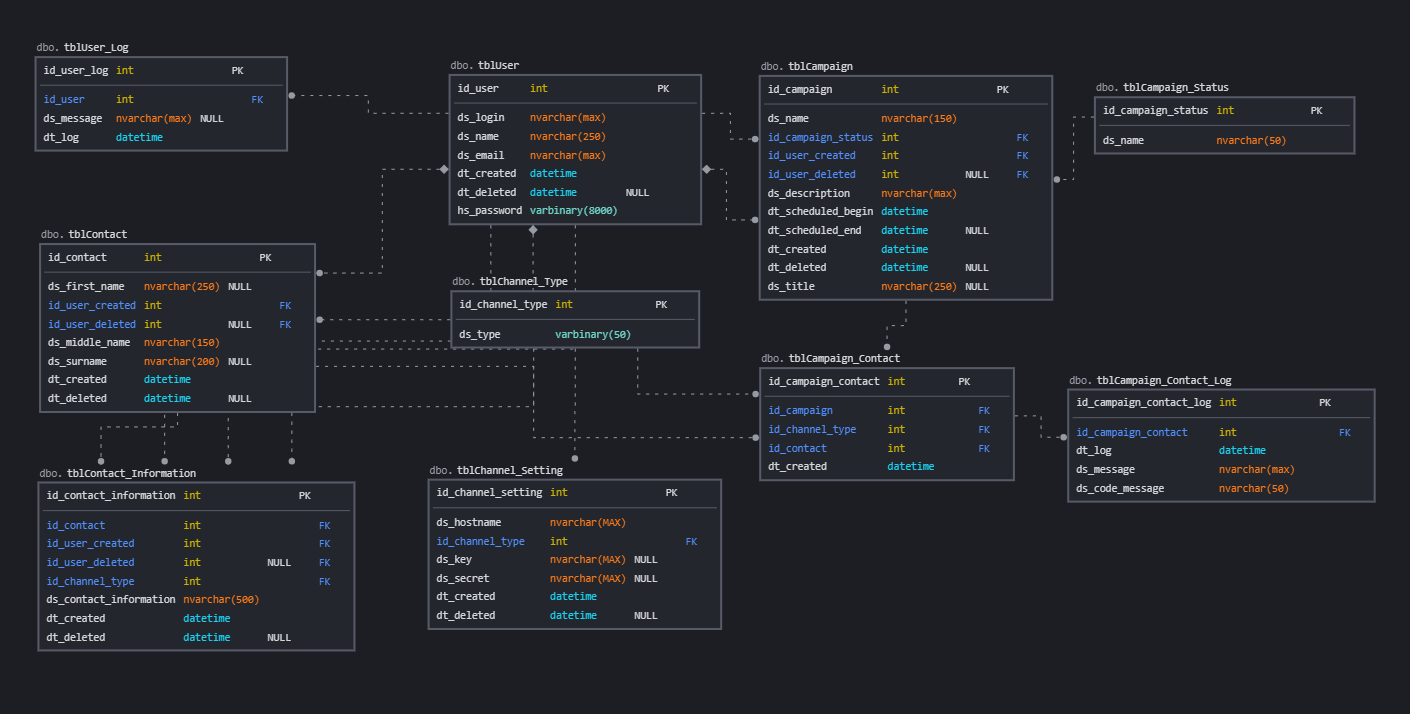 dbo. tblUser_Log
id_user_log int PK
id_user int FK
ds_message nvarchar(max) NULL
dt_log datetime
dbo. tblUser
id_user int PK
ds_login nvarchar(max)
ds_name nvarchar(250)
ds_email nvarchar(max)
dt_created datetime
dt_deleted datetime NULL
hs_password varbinary(8000)
dbo. tblCampaign
id_campaign int PK
ds_name nvarchar(150)
id_campaign_status int FK
id_user_created int FK
id_user_deleted int NULL FK
ds_description nvarchar(max)
dt_scheduled_begin datetime
dt_scheduled_end datetime NULL
dt_created datetime
dt_deleted datetime NULL
ds_title nvarchar(250) NULL
dbo. tblCampaign_Status
id_campaign_status int PK
ds_name nvarchar(50)
dbo. tblContact
id_contact int PK
ds_first_name nvarchar(250) NULL
id_user_created int FK
id_user_deleted int NULL FK
ds_middle_name nvarchar(150)
ds_surname nvarchar(200) NULL
dt_created datetime
dt_deleted datetime NULL
dbo. tblChannel_Type
id_channel_type int PK
ds_type varbinary(50)
dbo. tblCampaign_Contact
id_campaign_contact int PK
id_campaign int FK
id_channel_type int FK
id_contact int FK
dt_created datetime
dbo. tblCampaign_Contact_Log
id_campaign_contact_log int PK
id_campaign_contact int FK
dt_log datetime
ds_message nvarchar(max)
ds_code_message nvarchar(50)
dbo. tblContact_Information
id_contact_information int PK
id_contact int FK
id_user_created int FK
id_user_deleted int NULL FK
id_channel_type int FK
ds_contact_information nvarchar(500)
dt_created datetime
dt_deleted datetime NULL
dbo. tblChannel_Setting
id_channel_setting int PK
ds_hostname nvarchar(MAX)
id_channel_type int FK
ds_key nvarchar(MAX) NULL
ds_secret nvarchar(MAX) NULL
dt_created datetime
dt_deleted datetime NULL